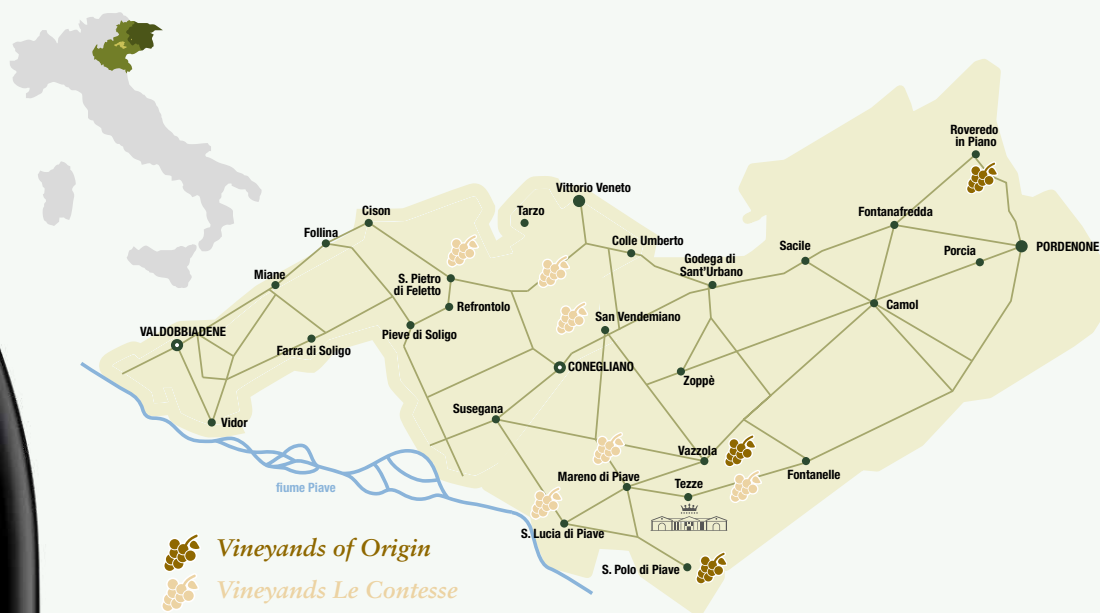 Roveredo
in Piano
Vittorio Veneto
Cison
Tarzo
Fontanafredda
Follina
Colle Umberto
Sacile
PORDENONE
Porcia
Godega di
Sant'Urbano
Miane
S. Pietro
di Feletto
Refrontolo
Camol
San Vendemiano
VALDOBBIADENE
Pieve di Soligo
Farra di Soligo
CONEGLIANO
Zoppè
Susegana
Vidor
Vazzola
Mareno di Piave
Fontanelle
Tezze
fiume Piave
S. Lucia di Piave
S. Polo di Piave
Vineyands of Origin
Vineyands Le Contesse